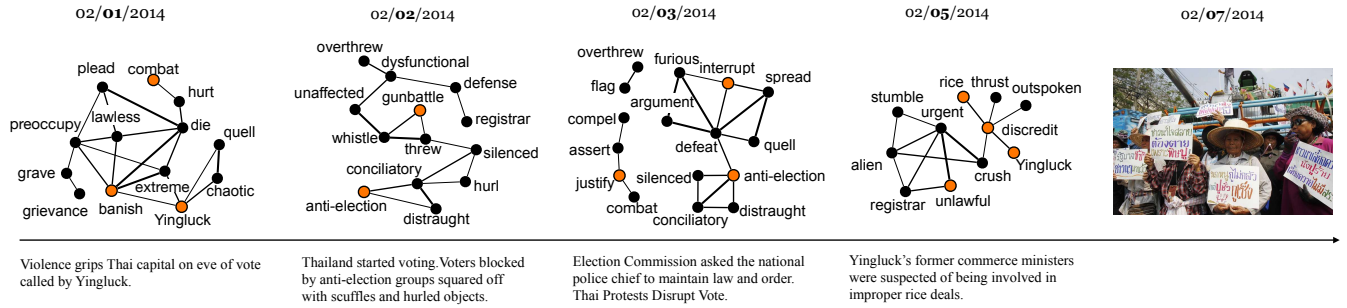 02/01/2014
02/02/2014
02/03/2014
02/05/2014
02/07/2014
plead
combat
hurt
preoccupy
lawless
die
quell
grave
extreme
chaotic
grievance
banish
Yingluck
overthrew
dysfunctional
defense
unaffected
gunbattle
registrar
whistle
threw
silenced
conciliatory
hurl
anti-election
distraught
overthrew
furious
interrupt
spread
flag
argument
compel
defeat
quell
assert
silenced
anti-election
justify
combat
conciliatory
distraught
rice
thrust
outspoken
stumble
urgent
discredit
Yingluck
alien
crush
registrar
unlawful
Violence grips Thai capital on eve of vote
called by Yingluck.
Thailand started voting.Voters blocked
by anti-election groups squared off
with scuffles and hurled objects.
Election Commission asked the national
police chief to maintain law and order.
Thai Protests Disrupt Vote.
Yingluck's former commerce ministers
were suspected of being involved in
improper rice deals.